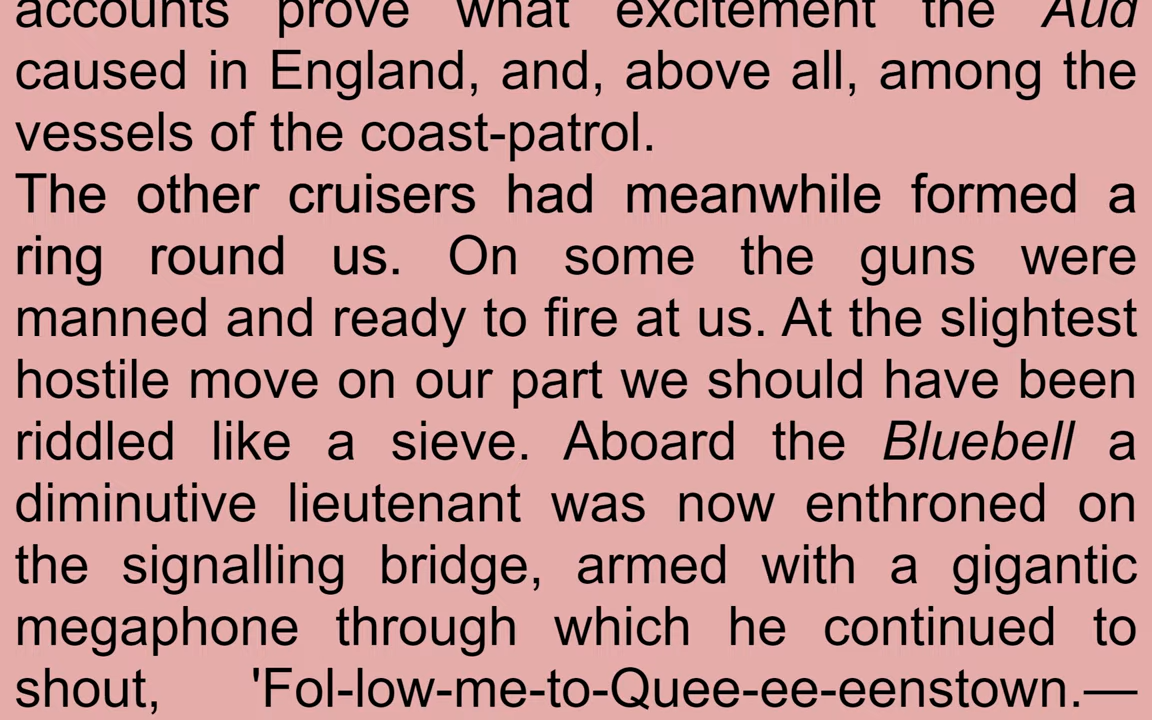 accounts prove what excitement the Aud
caused in England, and, above all, among the
vessels of the coast-patrol.
The other cruisers had meanwhile formed a
ring round us. On some the guns were
manned and ready to fire at us. At the slightest
hostile move on our part we should have been
riddled like a sieve. Aboard the Bluebell a
diminutive lieutenant was now enthroned on
the signalling bridge, armed with a gigantic
megaphone through which he continued to
shout, 'Fol-low-me-to-Quee-ee-eenstown.—